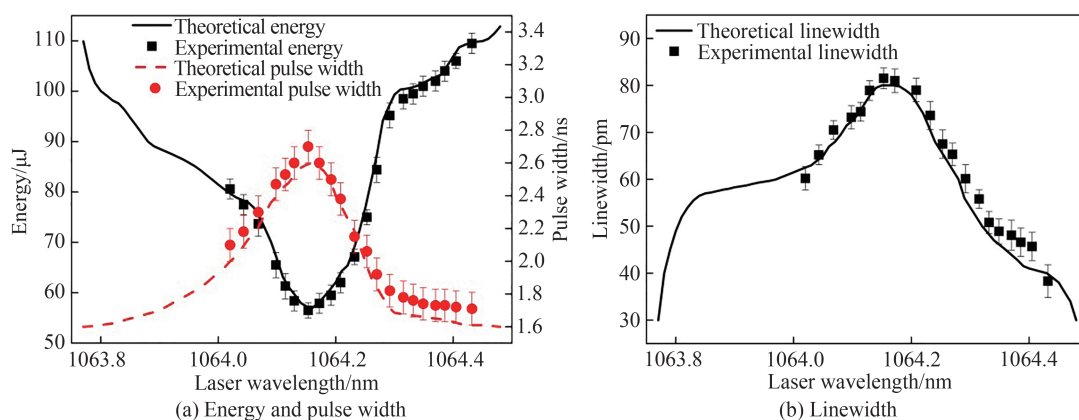 Theoretical energy
Experimental energy
Theoretical pulse width
Experimental pulse width
Energy/μJ
110
100
90
80
70
60
50
3.4
3.2
3.0
2.8
2.6
2.4
2.2
2.0
1.8
1.6
Pulse width/ns
1063.8 1064.0 1064.2 1064.4
Laser wavelength/nm
(a) Energy and pulse width
Theoretical linewidth
Experimental linewidth
Linewidth/pm
90
80
70
60
50
40
30
1063.8 1064.0 1064.2 1064.4
Laser wavelength/nm
(b) Linewidth